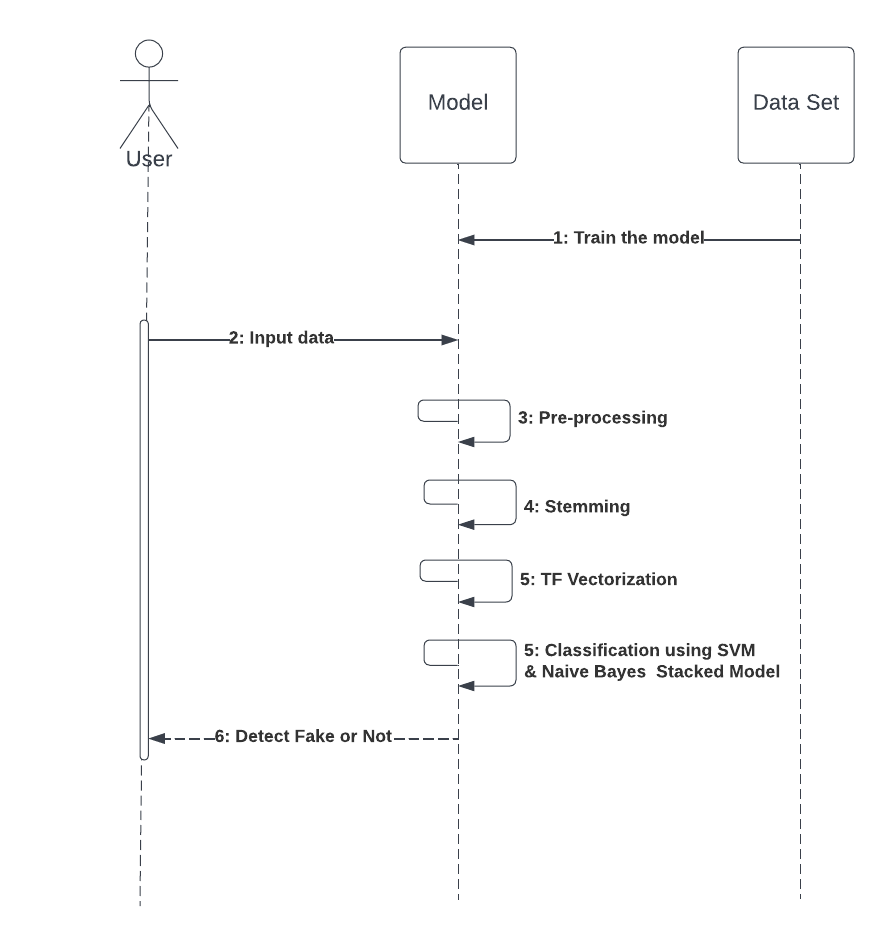 User
Model
Data Set
1: Train the model
2: Input data
3: Pre-processing
4: Stemming
5: TF Vectorization
5: Classification using SVM
& Naive Bayes  Stacked Model
6: Detect Fake or Not